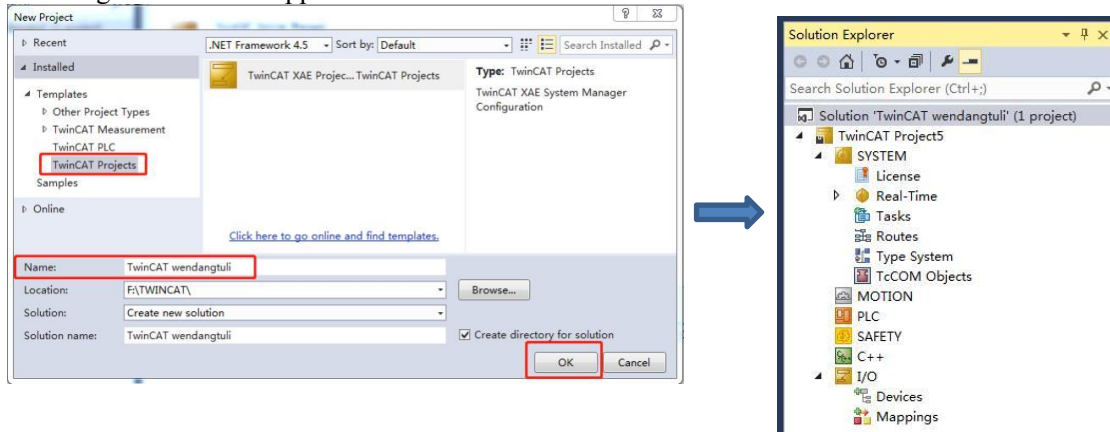 New Project
Recent
.NET Framework 4.5 Sort by: Default Search Installed
Installed
Templates
Other Project Types
TwinCAT Measurement
TwinCAT PLC
TwinCAT Projects
Samples
Online
TwinCAT XAE Projec... TwinCAT Projects
Type: TwinCAT Projects
TwinCAT XAE System Manager
Configuration
Click here to go online and find templates.
Name: TwinCAT wendangtuli
Location: F:\TWINCAT\ Browse...
Solution: Create new solution
Solution name: TwinCAT wendangtuli Create directory for solution
OK Cancel
Solution Explorer
Search Solution Explorer (Ctrl+;)
Solution 'TwinCAT wendangtuli' (1 project)
TwinCAT Project5
SYSTEM
License
Real-Time
Tasks
Routes
Type System
TcCOM Objects
MOTION
PLC
SAFETY
C++
I/O
Devices
Mappings